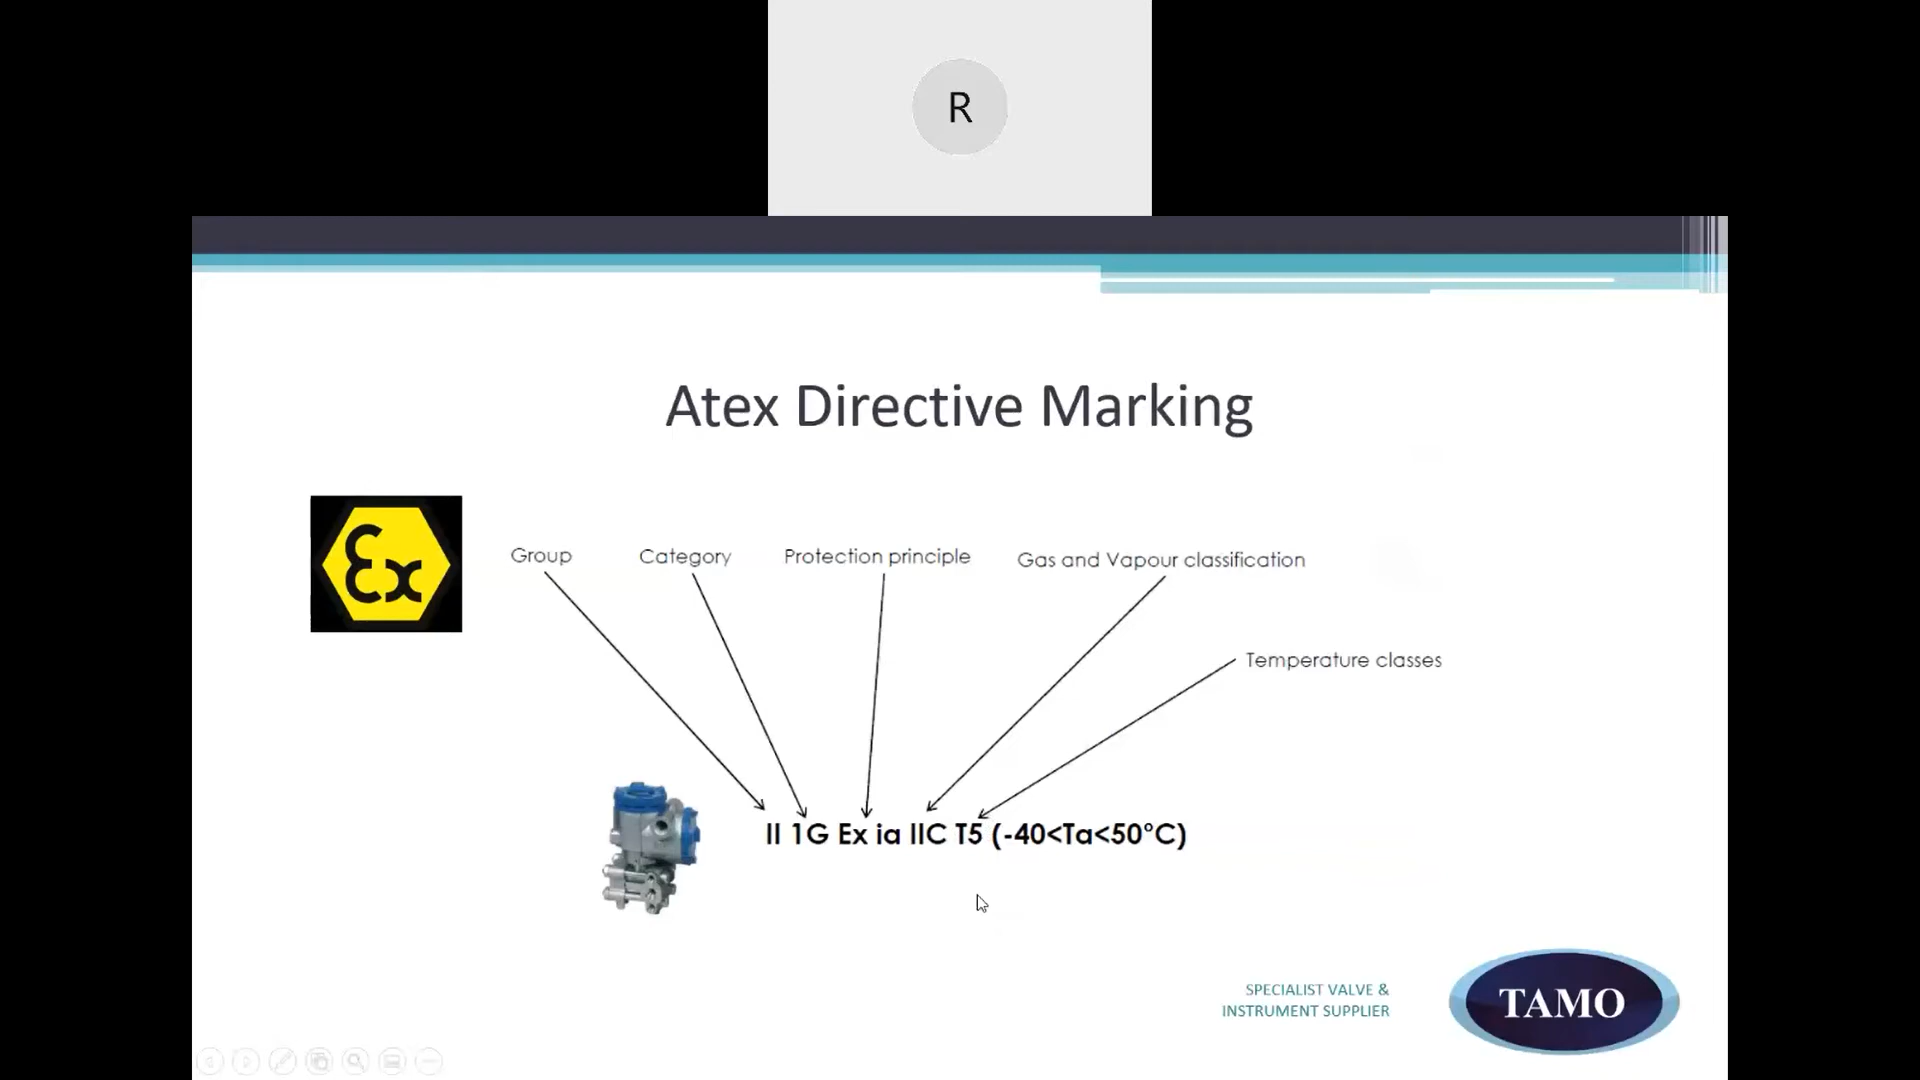 R
Atex Directive Marking
Ex
Group
Category
Protection principle
Gas and Vapour classification
Temperature classes
II 1G Ex ia IIC T5 (-40<Ta<50°C)
SPECIALIST VALVE &
INSTRUMENT SUPPLIER
TAMO